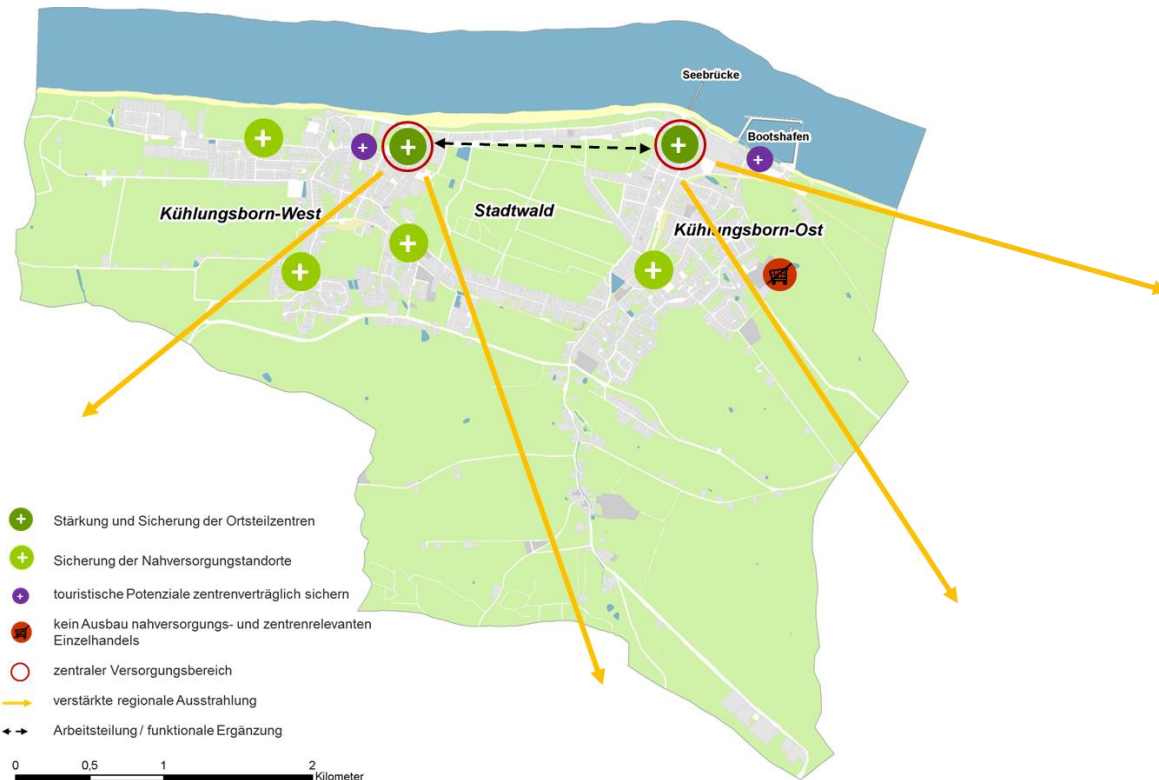 Seebrücke
Bootshafen
Kühlungsborn-West
Stadtwald
Kühlungsborn-Ost
Stärkung und Sicherung der Ortsteilzentren
Sicherung der Nahversorgungstandorte
touristische Potenziale zentrenverträglich sichern
kein Ausbau nahversorgungs- und zentrenrelevanten
Einzelhandels
zentraler Versorgungsbereich
verstärkte regionale Ausstrahlung
Arbeitsteilung / funktionale Ergänzung
0 0,5 1 2
Kilometer